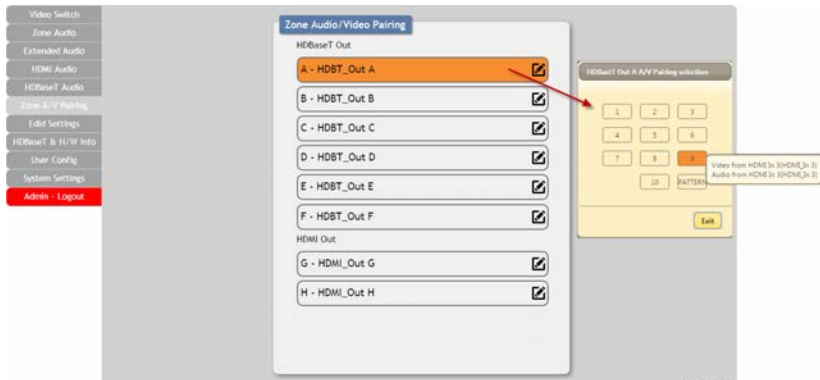 Video Switch
Zone Audio
Extended Audio
HDMI Audio
HDBaseT Audio
Zone A/V Pairing
Edid Settings
HDBaseT & H/W Info
User Config
System Settings
Admin - Logout
Zone Audio/Video Pairing
HDBaseT Out
A - HDBT_Out A
B - HDBT_Out B
C - HDBT_Out C
D - HDBT_Out D
E - HDBT_Out E
F - HDBT_Out F
HDMI Out
G - HDMI_Out G
H - HDMI_Out H
HDBaseT Out A A/V Pairing selection
1 2 3
4 5 6
7 8 9
10 PATTERN
Video from HDMI In 3(HDMI_In 3)
Audio from HDMI In 3(HDMI_In 3)
Exit